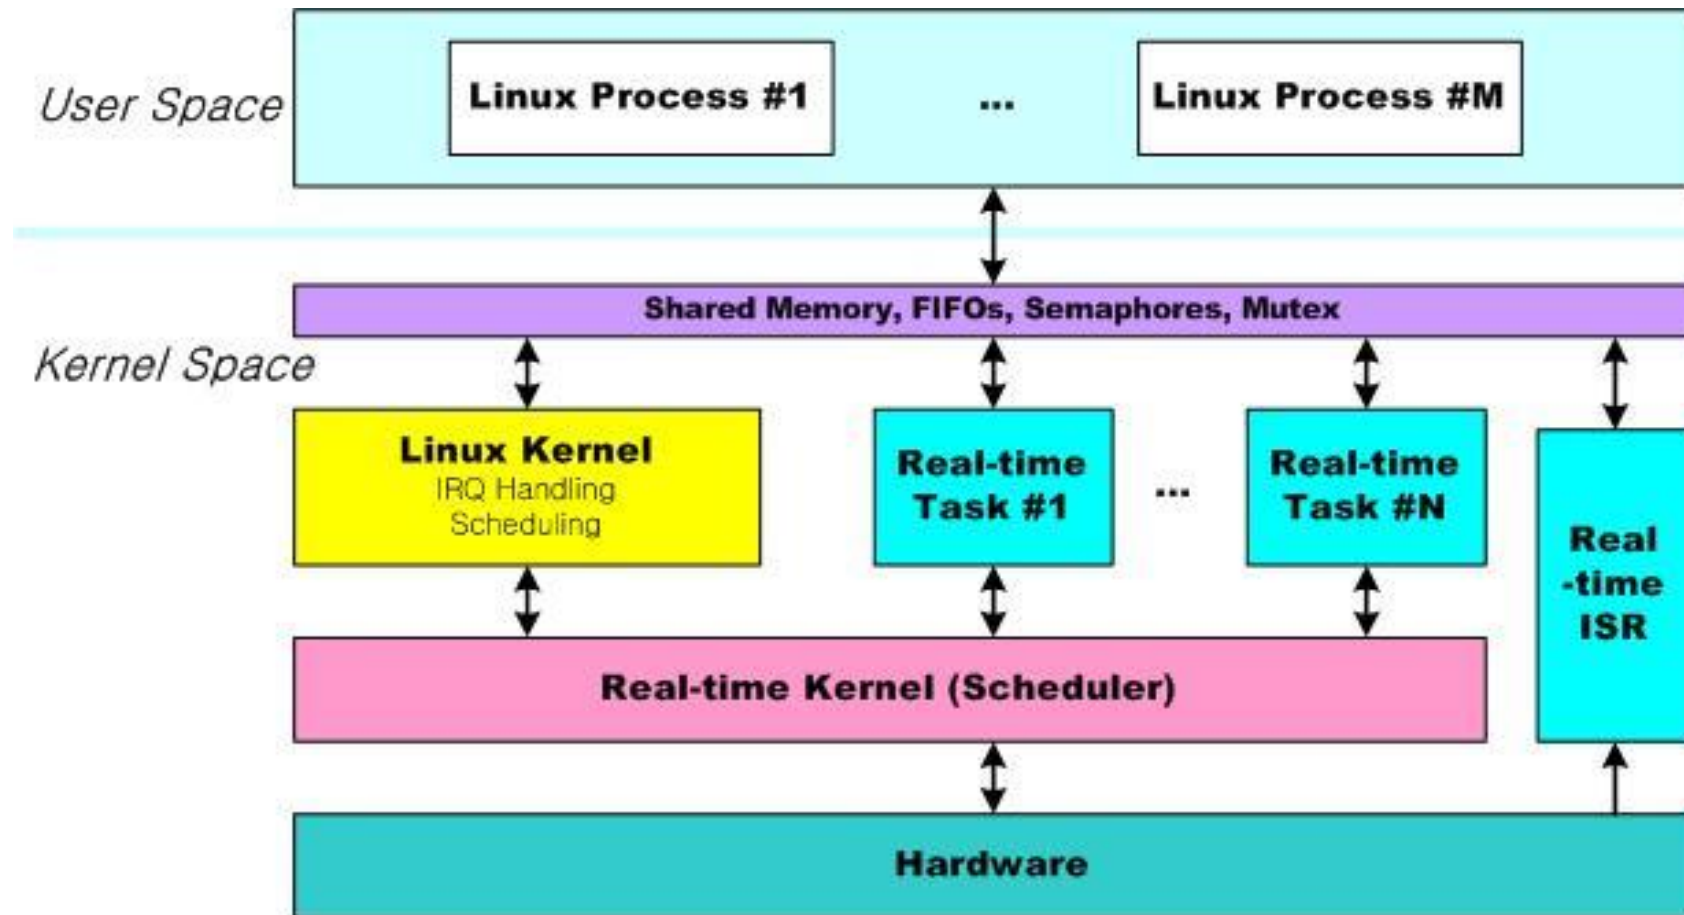 User Space
Linux Process #1
...
Linux Process #M
Shared Memory, FIFOs, Semaphores, Mutex
Kernel Space
Linux Kernel
IRQ Handling
Scheduling
Real-time
Task #1
...
Real-time
Task #N
Real
-time
ISR
Real-time Kernel (Scheduler)
Hardware